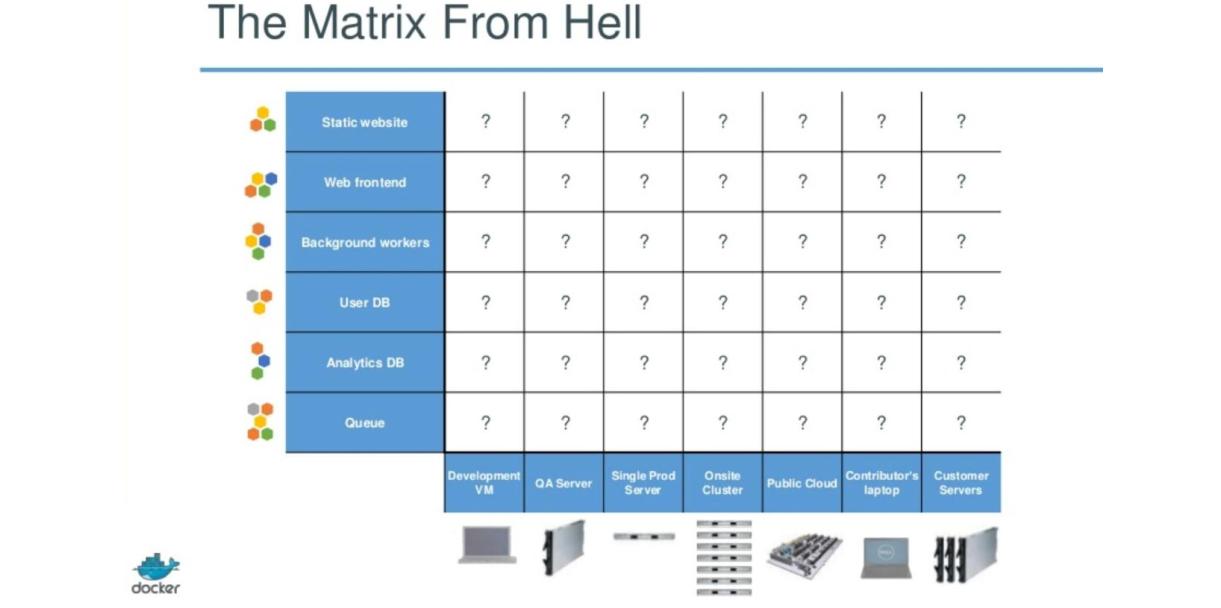 The Matrix From Hell
Static website ? ? ? ? ? ? ?
Web frontend ? ? ? ? ? ? ?
Background workers ? ? ? ? ? ? ?
User DB ? ? ? ? ? ? ?
Analytics DB ? ? ? ? ? ? ?
Queue ? ? ? ? ? ? ?
Development VM
QA Server
Single Prod Server
Onsite Cluster
Public Cloud
Contributor's laptop
Customer Servers
DELL
docker